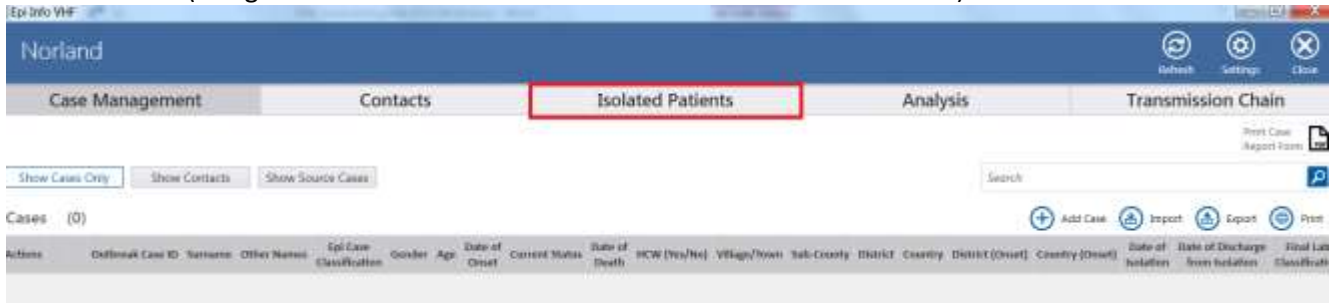 Epi Info VHF
Norland
Refresh Settings Close
Case Management Contacts Isolated Patients Analysis Transmission Chain
Print Case
Report Form
Show Cases Only Show Contacts Show Source Cases Search
Cases (0) Add Case Import Export Print
Actions Outbreak Case ID Surname Other Names Epi Case Classification Gender Age Date of Onset Current Status Date of Death HCW (Yes/No) Village/Town Sub-County District Country District (Onset) Country (Onset) Date of Isolation Date of Discharge from Isolation Final Lab